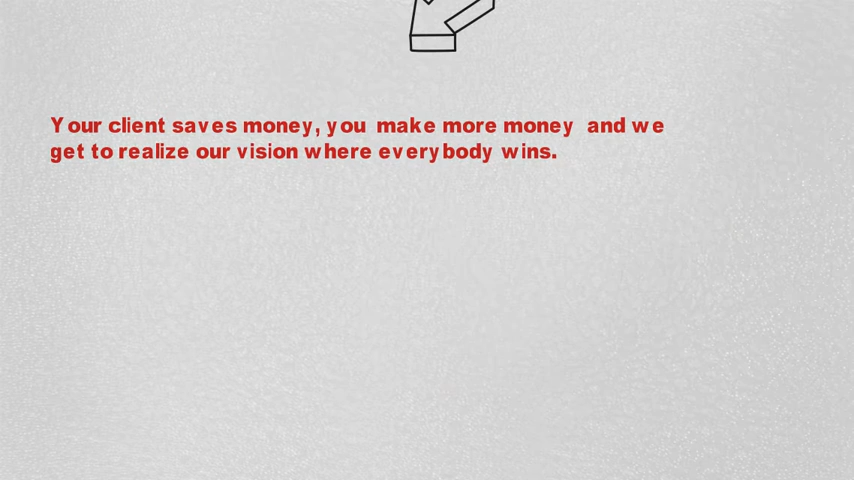 Your client saves money, you make more money and we
get to realize our vision where everybody wins.